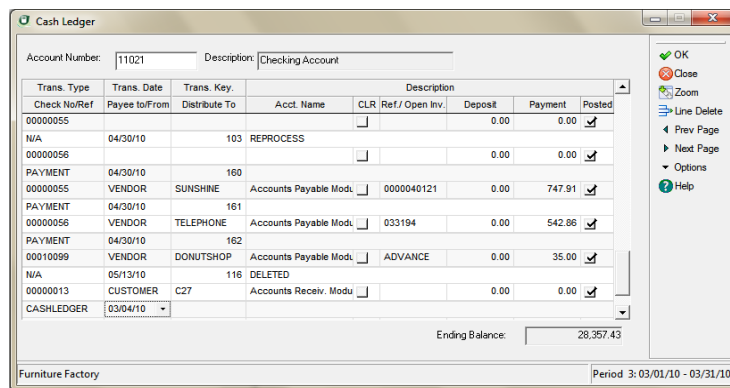 Cash Ledger
Account Number: 11021 Description: Checking Account
Trans. Type Trans. Date Trans. Key. Description
Check No/Ref Payee to/From Distribute To Acct. Name CLR Ref./ Open Inv. Deposit Payment Posted
00000055 0.00 0.00
N/A 04/30/10 103 REPROCESS
00000056 0.00 0.00
PAYMENT 04/30/10 160
00000055 VENDOR SUNSHINE Accounts Payable Modu 0000040121 0.00 747.91
PAYMENT 04/30/10 161
00000056 VENDOR TELEPHONE Accounts Payable Modu 033194 0.00 542.86
PAYMENT 04/30/10 162
00010099 VENDOR DONUTSHOP Accounts Payable Modu ADVANCE 0.00 35.00
N/A 05/13/10 116 DELETED
00000013 CUSTOMER C27 Accounts Receiv. Modu 0.00 0.00
CASHLEDGER 03/04/10
Ending Balance: 28,357.43
OK
Close
Zoom
Line Delete
Prev Page
Next Page
Options
Help
Furniture Factory Period 3: 03/01/10 - 03/31/10